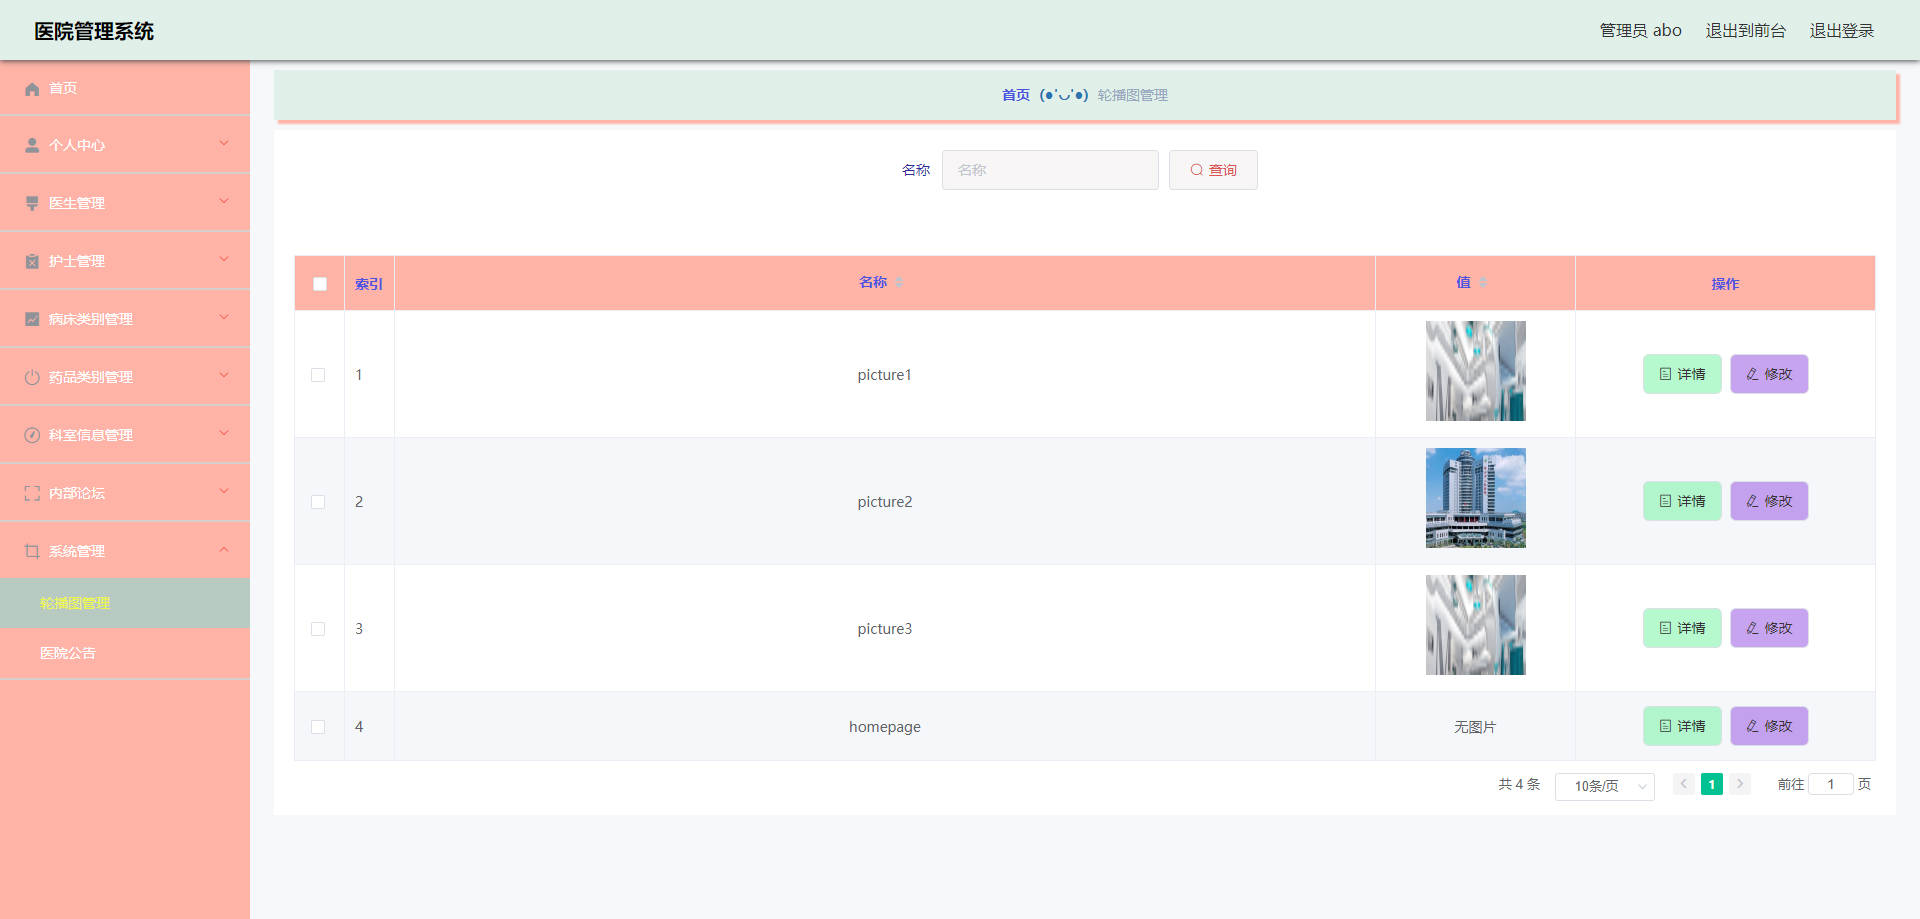 医院管理系统
管理员 abo 退出到前台 退出登录
首页
个人中心
医生管理
护士管理
病床类别管理
药品类别管理
科室信息管理
内部论坛
系统管理
轮播图管理
医院公告
首页 (●'◡'●) 轮播图管理
名称 名称 查询
索引 名称 值 操作
1 picture1 详情 修改
2 picture2 详情 修改
3 picture3 详情 修改
4 homepage 无图片 详情 修改
共 4 条 10条/页 1 前往 1 页